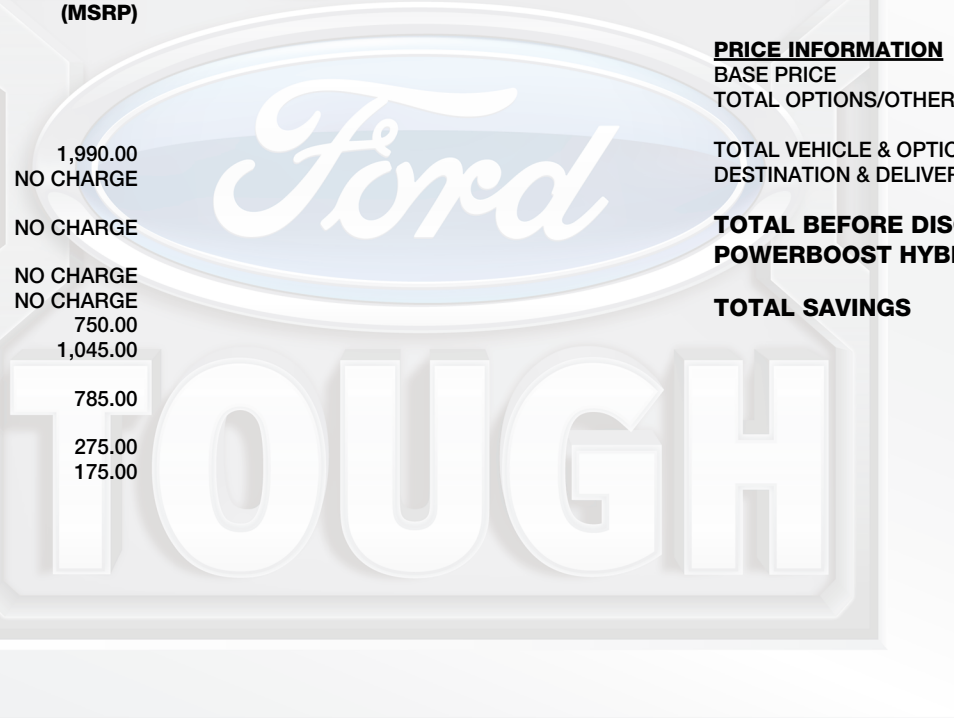 (MSRP)
1,990.00
NO CHARGE
NO CHARGE
NO CHARGE
NO CHARGE
750.00
1,045.00
785.00
275.00
175.00
PRICE INFORMATION
BASE PRICE
TOTAL OPTIONS/OTHER
TOTAL VEHICLE & OPTIO
DESTINATION & DELIVER
TOTAL BEFORE DIS
POWERBOOST HYB
TOTAL SAVINGS
Ford
TOUGH